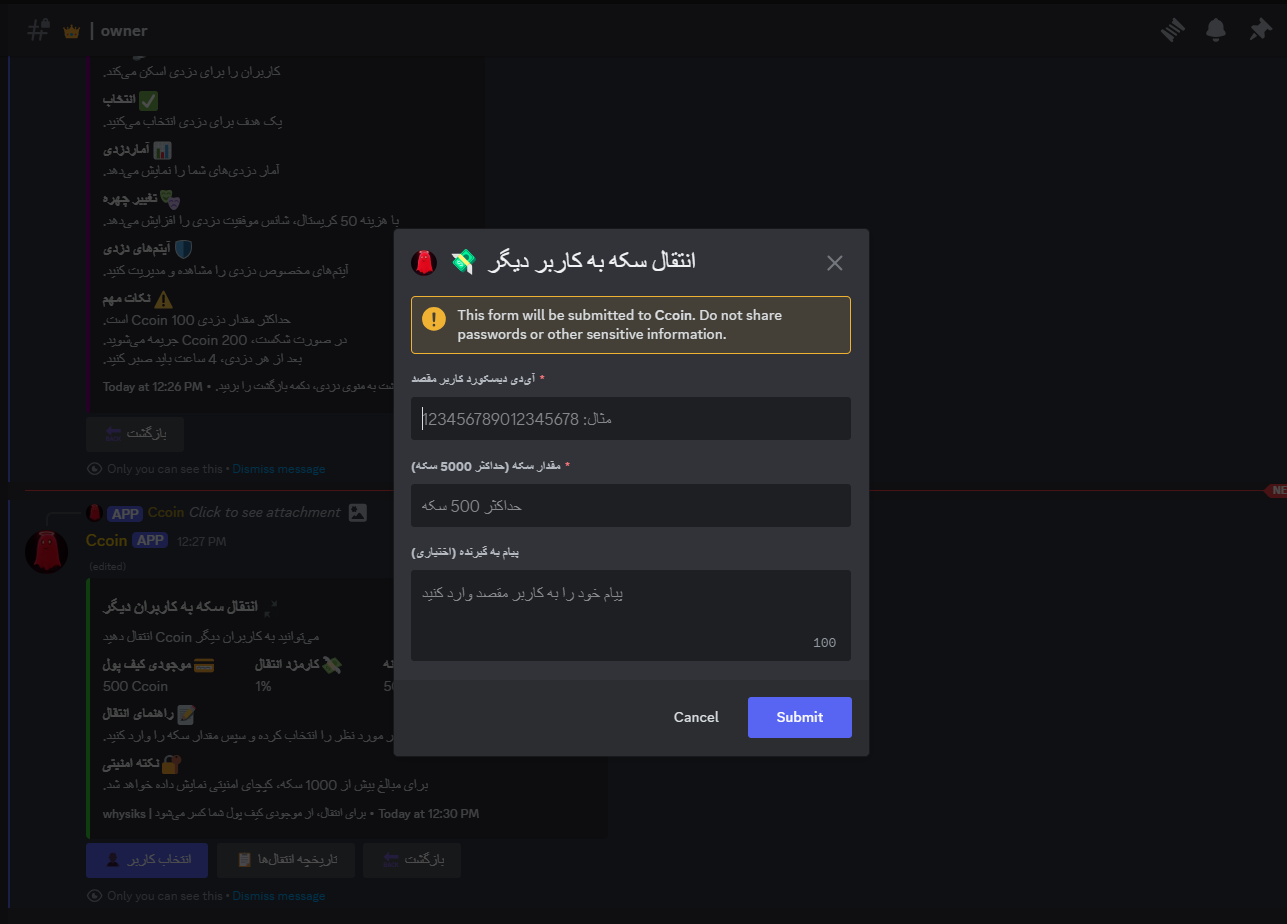 owner
کاربران را برای دزدی اسکن می‌کند.
انتخاب
یک هدف برای دزدی انتخاب می‌کنید.
آماردزدی
آمار دزدی‌های شما را نمایش می‌دهد.
تغییر چهره
با هزینه 50 کریستال، شانس موفقیت دزدی را افزایش می‌دهد.
آیتم‌های دزدی
آیتم‌های مخصوص دزدی را مشاهده و مدیریت کنید.
نکات مهم
حداکثر مقدار دزدی 100 Ccoin است.
در صورت شکست، 200 Ccoin جریمه می‌شوید.
بعد از هر دزدی، 4 ساعت باید صبر کنید.
شت به منوی دزدی، دکمه بازگشت را بزنید. • Today at 12:26 PM
بازگشت
Only you can see this • Dismiss message
NE
APP Ccoin Click to see attachment
Ccoin APP 12:27 PM
(edited)
انتقال سکه به کاربران دیگر
می‌توانید به کاربران دیگر Ccoin انتقال دهید
موجودی کیف پول
500 Ccoin
کارمزد انتقال
1%
نه
50
راهنمای انتقال
ر مورد نظر را انتخاب کرده و سپس مقدار سکه را وارد کنید.
نکته امنیتی
برای مبالغ بیش از 1000 سکه، کپچای امنیتی نمایش داده خواهد شد.
whysiks | برای انتقال، از موجودی کیف پول شما کسر می‌شود • Today at 12:30 PM
انتخاب کاربر
تاریخچه انتقال‌ها
بازگشت
Only you can see this • Dismiss message
انتقال سکه به کاربر دیگر
This form will be submitted to Ccoin. Do not share
passwords or other sensitive information.
آی‌دی دیسکورد کاربر مقصد *
مثال: 123456789012345678
مقدار سکه (حداکثر 5000 سکه) *
حداکثر 500 سکه
پیام به گیرنده (اختیاری)
پیام خود را به کاربر مقصد وارد کنید
100
Cancel
Submit